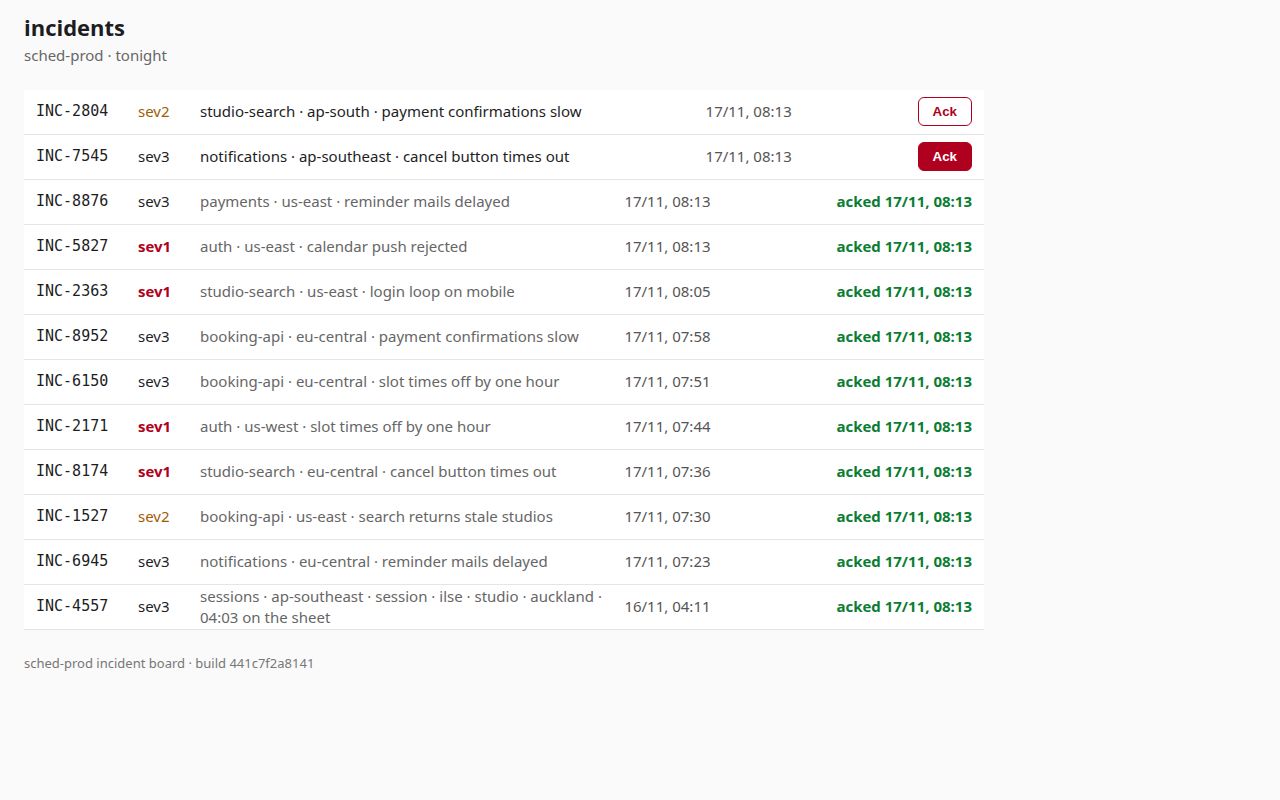 incidents
sched-prod · tonight
INC-2804 sev2 studio-search · ap-south · payment confirmations slow 17/11, 08:13 Ack
INC-7545 sev3 notifications · ap-southeast · cancel button times out 17/11, 08:13 Ack
INC-8876 sev3 payments · us-east · reminder mails delayed 17/11, 08:13 acked 17/11, 08:13
INC-5827 sev1 auth · us-east · calendar push rejected 17/11, 08:13 acked 17/11, 08:13
INC-2363 sev1 studio-search · us-east · login loop on mobile 17/11, 08:05 acked 17/11, 08:13
INC-8952 sev3 booking-api · eu-central · payment confirmations slow 17/11, 07:58 acked 17/11, 08:13
INC-6150 sev3 booking-api · eu-central · slot times off by one hour 17/11, 07:51 acked 17/11, 08:13
INC-2171 sev1 auth · us-west · slot times off by one hour 17/11, 07:44 acked 17/11, 08:13
INC-8174 sev1 studio-search · eu-central · cancel button times out 17/11, 07:36 acked 17/11, 08:13
INC-1527 sev2 booking-api · us-east · search returns stale studios 17/11, 07:30 acked 17/11, 08:13
INC-6945 sev3 notifications · eu-central · reminder mails delayed 17/11, 07:23 acked 17/11, 08:13
INC-4557 sev3 sessions · ap-southeast · session · ilse · studio · auckland · 16/11, 04:11 acked 17/11, 08:13
04:03 on the sheet
sched-prod incident board · build 441c7f2a8141